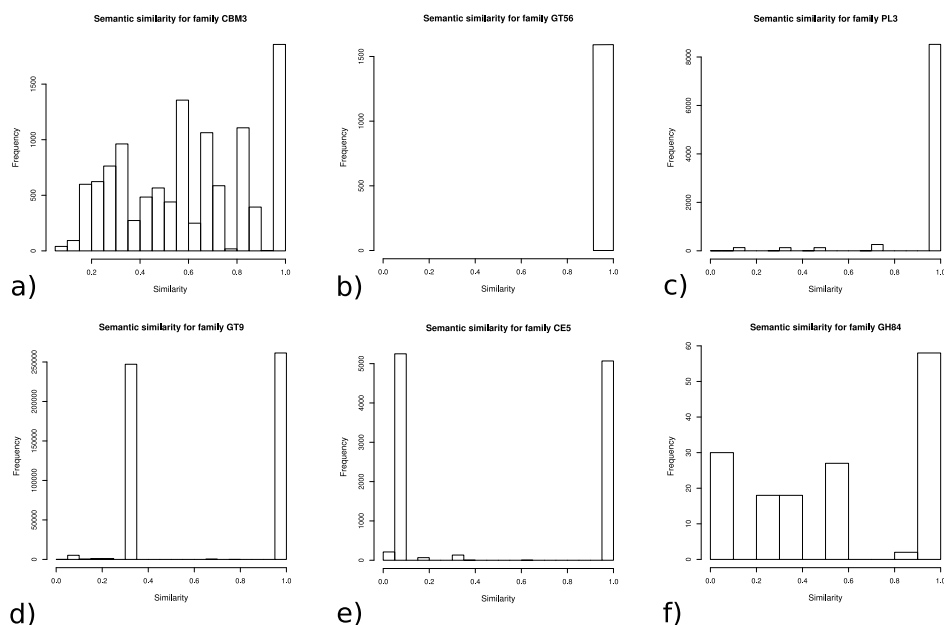 Semantic similarity for family CBM3
Frequency
0
500
1000
1500
0.2 0.4 0.6 0.8 1.0
Similarity
a)
Semantic similarity for family GT56
Frequency
0
500
1000
1500
0.0 0.2 0.4 0.6 0.8 1.0
Similarity
b)
Semantic similarity for family PL3
Frequency
0
2000
4000
6000
8000
0.0 0.2 0.4 0.6 0.8 1.0
Similarity
c)
Semantic similarity for family GT9
Frequency
0
50000
100000
150000
200000
250000
0.0 0.2 0.4 0.6 0.8 1.0
Similarity
d)
Semantic similarity for family CE5
Frequency
0
1000
2000
3000
4000
5000
0.0 0.2 0.4 0.6 0.8 1.0
Similarity
e)
Semantic similarity for family GH84
Frequency
0
10
20
30
40
50
60
0.0 0.2 0.4 0.6 0.8 1.0
Similarity
f)